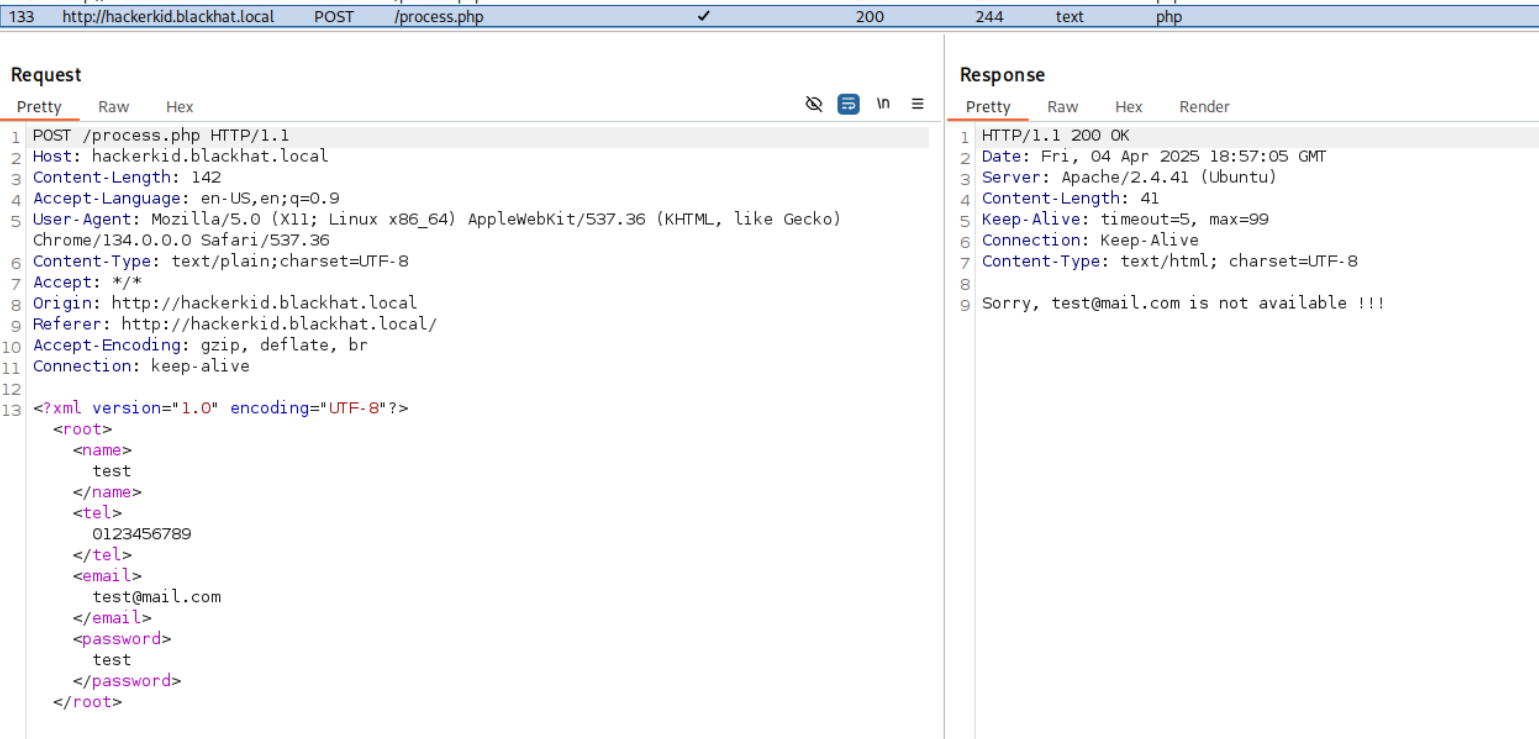 133 http://hackerkid.blackhat.local POST /process.php ✓ 200 244 text php
Request
Pretty Raw Hex \n
1 POST /process.php HTTP/1.1
2 Host: hackerkid.blackhat.local
3 Content-Length: 142
4 Accept-Language: en-US,en;q=0.9
5 User-Agent: Mozilla/5.0 (X11; Linux x86_64) AppleWebKit/537.36 (KHTML, like Gecko)
Chrome/134.0.0.0 Safari/537.36
6 Content-Type: text/plain;charset=UTF-8
7 Accept: */*
8 Origin: http://hackerkid.blackhat.local
9 Referer: http://hackerkid.blackhat.local/
10 Accept-Encoding: gzip, deflate, br
11 Connection: keep-alive
12
13 <?xml version="1.0" encoding="UTF-8"?>
<root>
<name>
test
</name>
<tel>
0123456789
</tel>
<email>
test@mail.com
</email>
<password>
test
</password>
</root>
Response
Pretty Raw Hex Render
1 HTTP/1.1 200 OK
2 Date: Fri, 04 Apr 2025 18:57:05 GMT
3 Server: Apache/2.4.41 (Ubuntu)
4 Content-Length: 41
5 Keep-Alive: timeout=5, max=99
6 Connection: Keep-Alive
7 Content-Type: text/html; charset=UTF-8
8
9 Sorry, test@mail.com is not available !!!